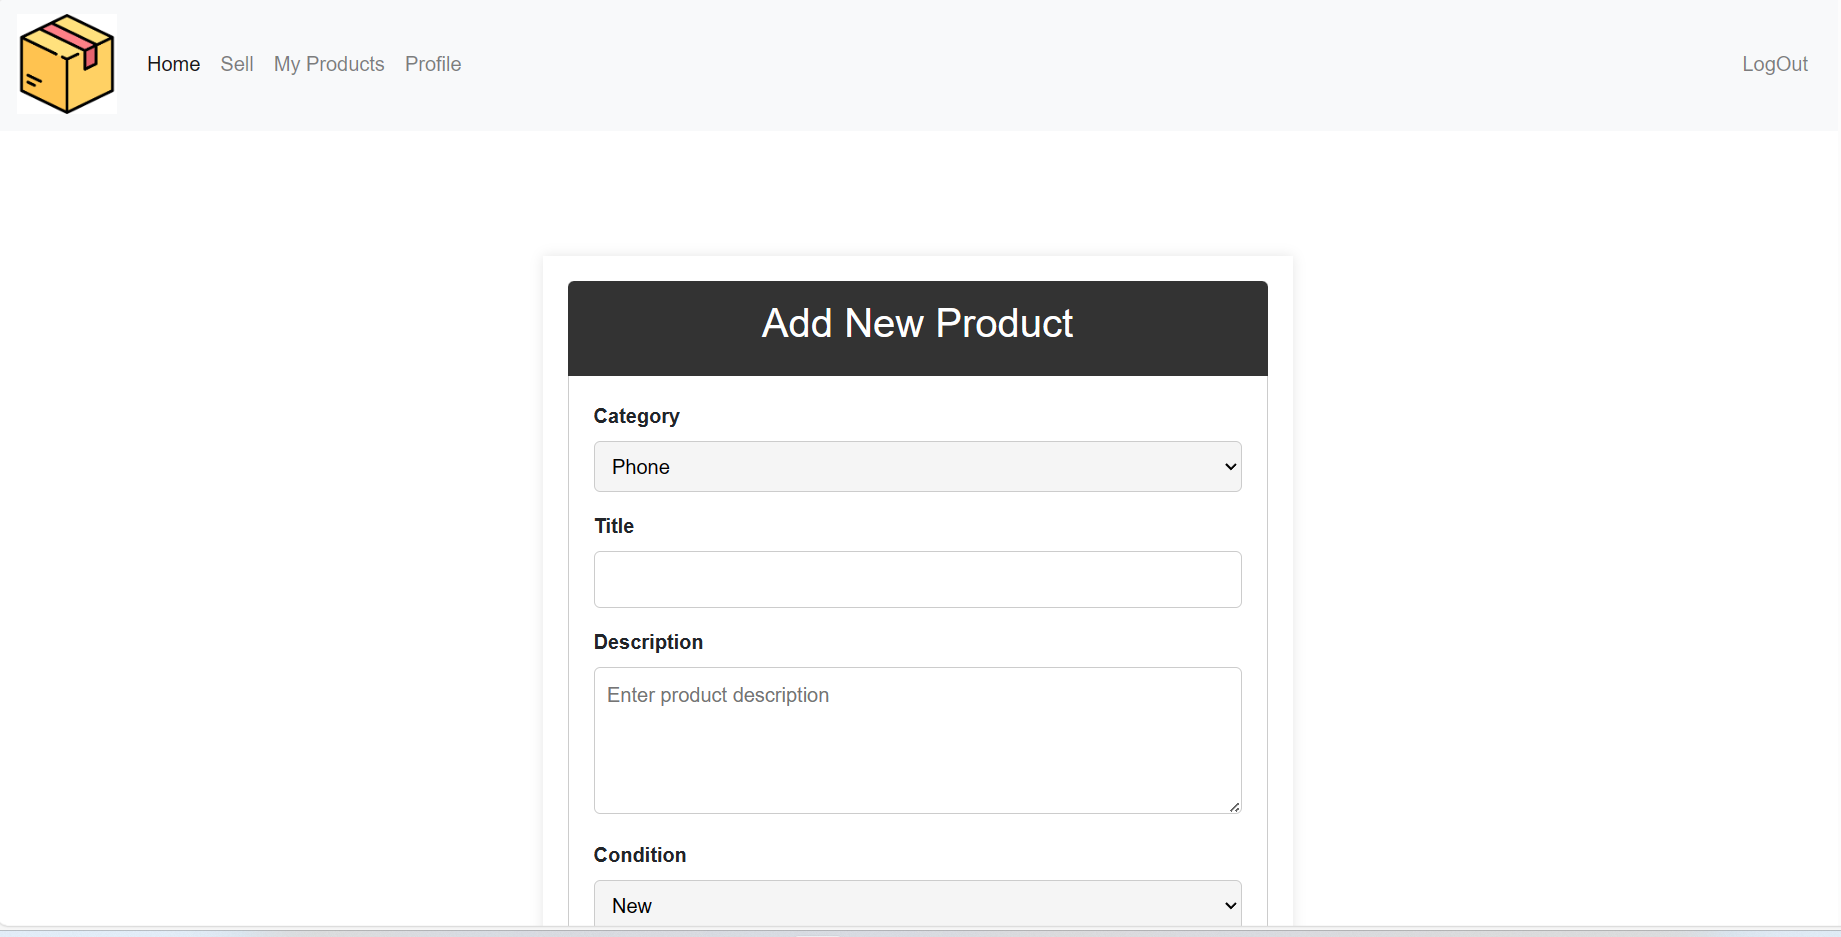 Home Sell My Products Profile LogOut
Add New Product
Category
Phone
Title
Description
Enter product description
Condition
New